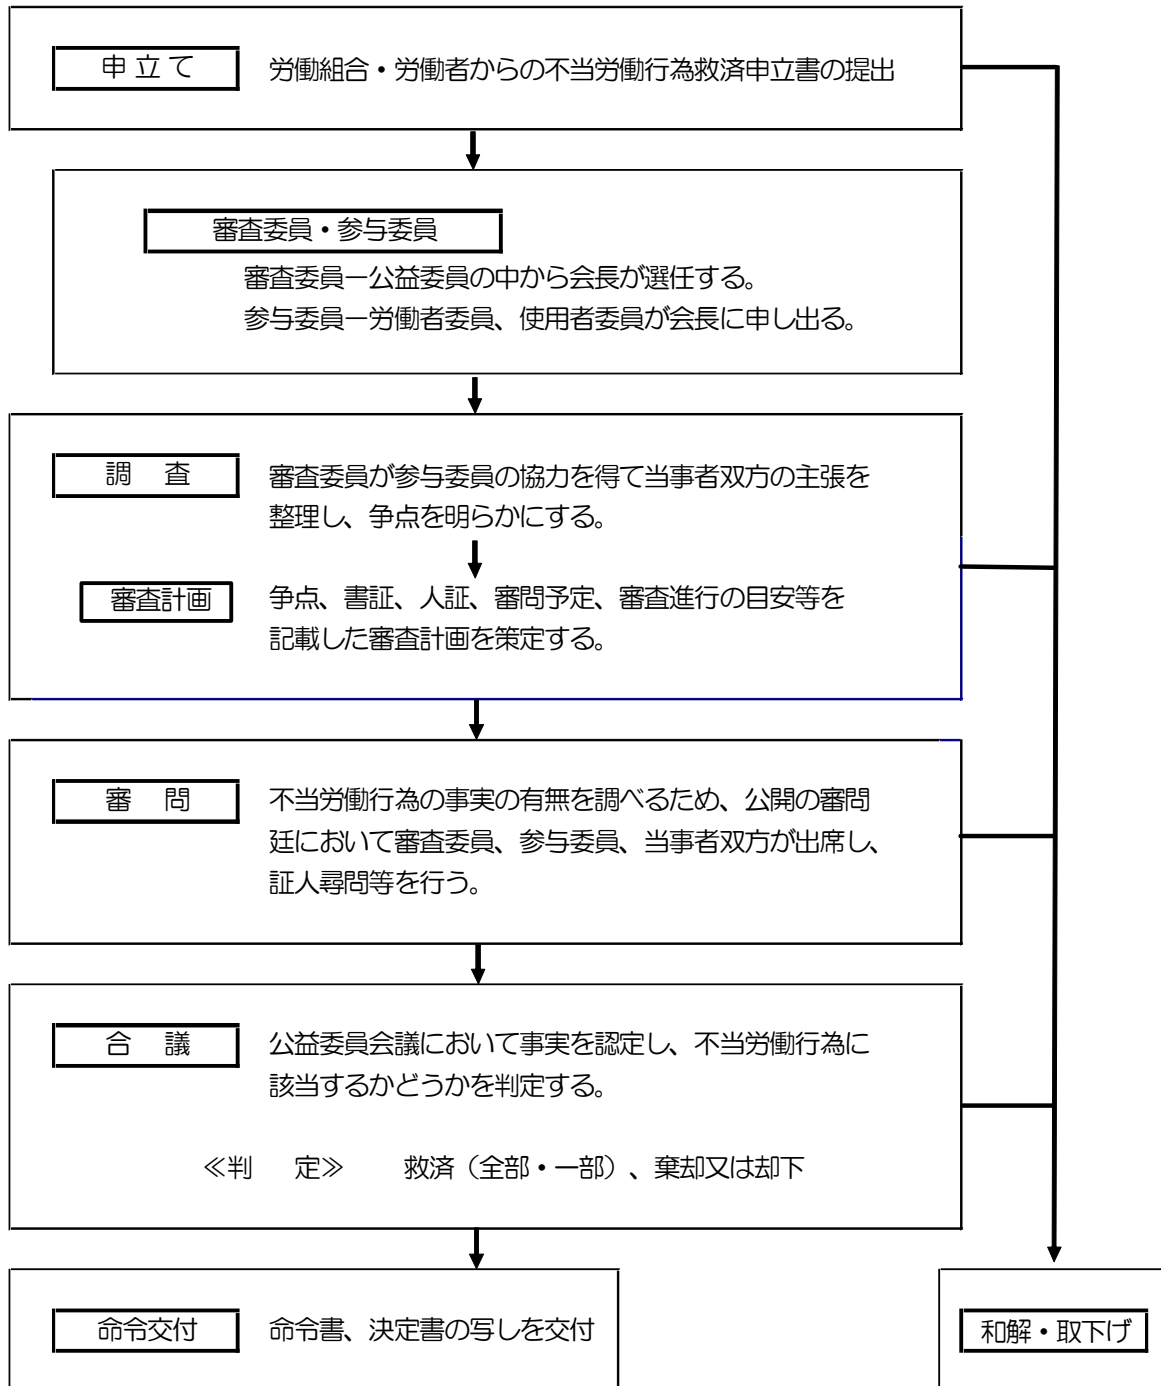 申 立 て 労働組合・労働者からの不当労働行為救済申立書の提出
審査委員・参与委員
審査委員ー公益委員の中から会長が選任する。
参与委員ー労働者委員、使用者委員が会長に申し出る。
調　査 審査委員が参与委員の協力を得て当事者双方の主張を
整理し、争点を明らかにする。
審査計画 争点、書証、人証、審問予定、審査進行の目安等を
記載した審査計画を策定する。
審　問 不当労働行為の事実の有無を調べるため、公開の審問
廷において審査委員、参与委員、当事者双方が出席し、
証人尋問等を行う。
合　議 公益委員会議において事実を認定し、不当労働行為に
該当するかどうかを判定する。
≪判　定≫　救済（全部・一部）、棄却又は却下
命令交付 命令書、決定書の写しを交付
和解・取下げ